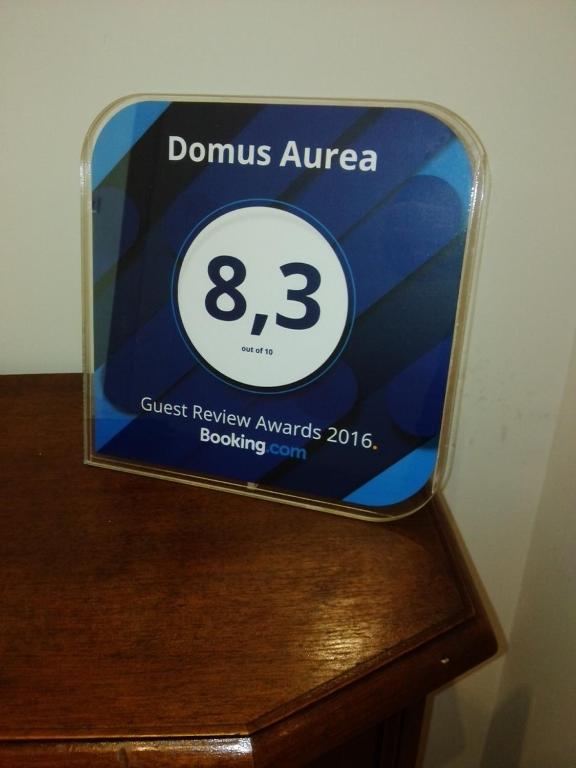 Domus Aurea
8,3
out of 10
Guest Review Awards 2016.
Booking.com